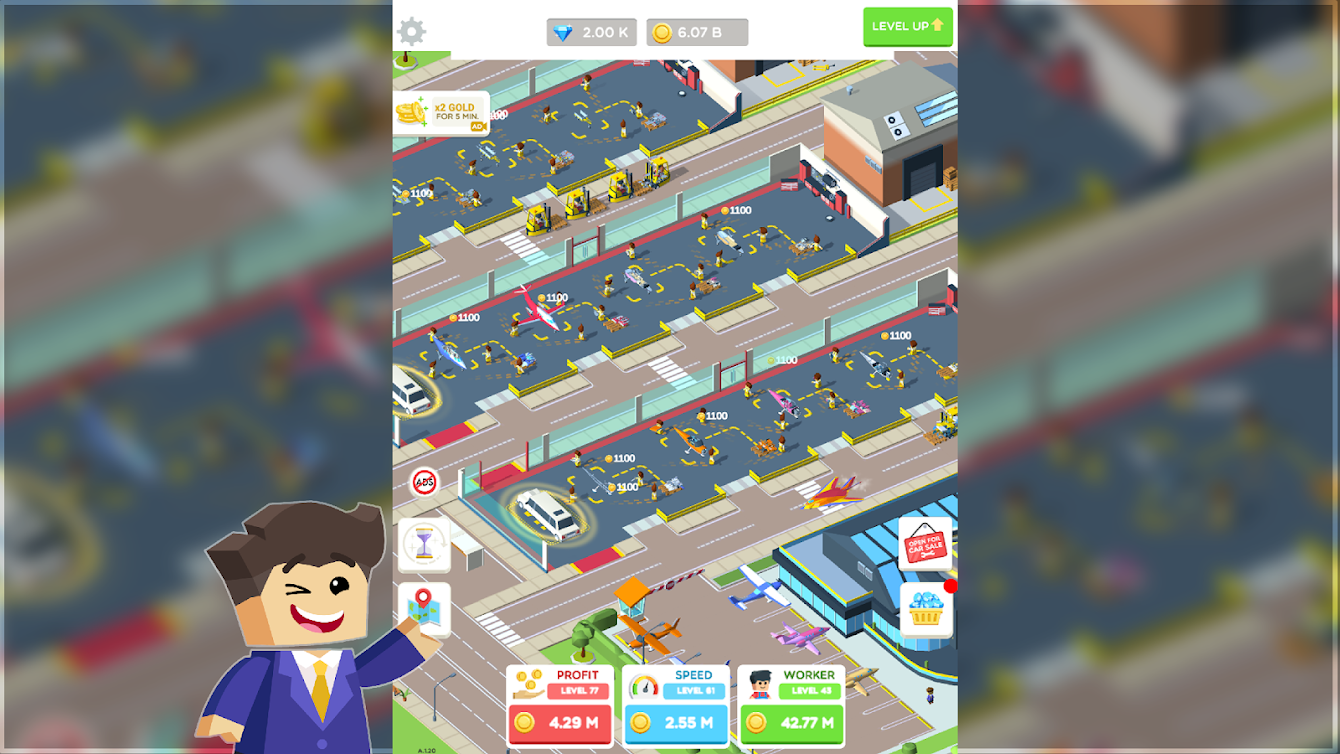 2.00 K
6.07 B
LEVEL UP
x2 GOLD
FOR 5 MIN.
AD
1100
1100
1100
1100
1100
1100
1100
1100
1100
ADS
OPEN FOR
CAR SALE
PROFIT
LEVEL 77
4.29 M
SPEED
LEVEL 61
2.55 M
WORKER
LEVEL 43
42.77 M
A.1.20